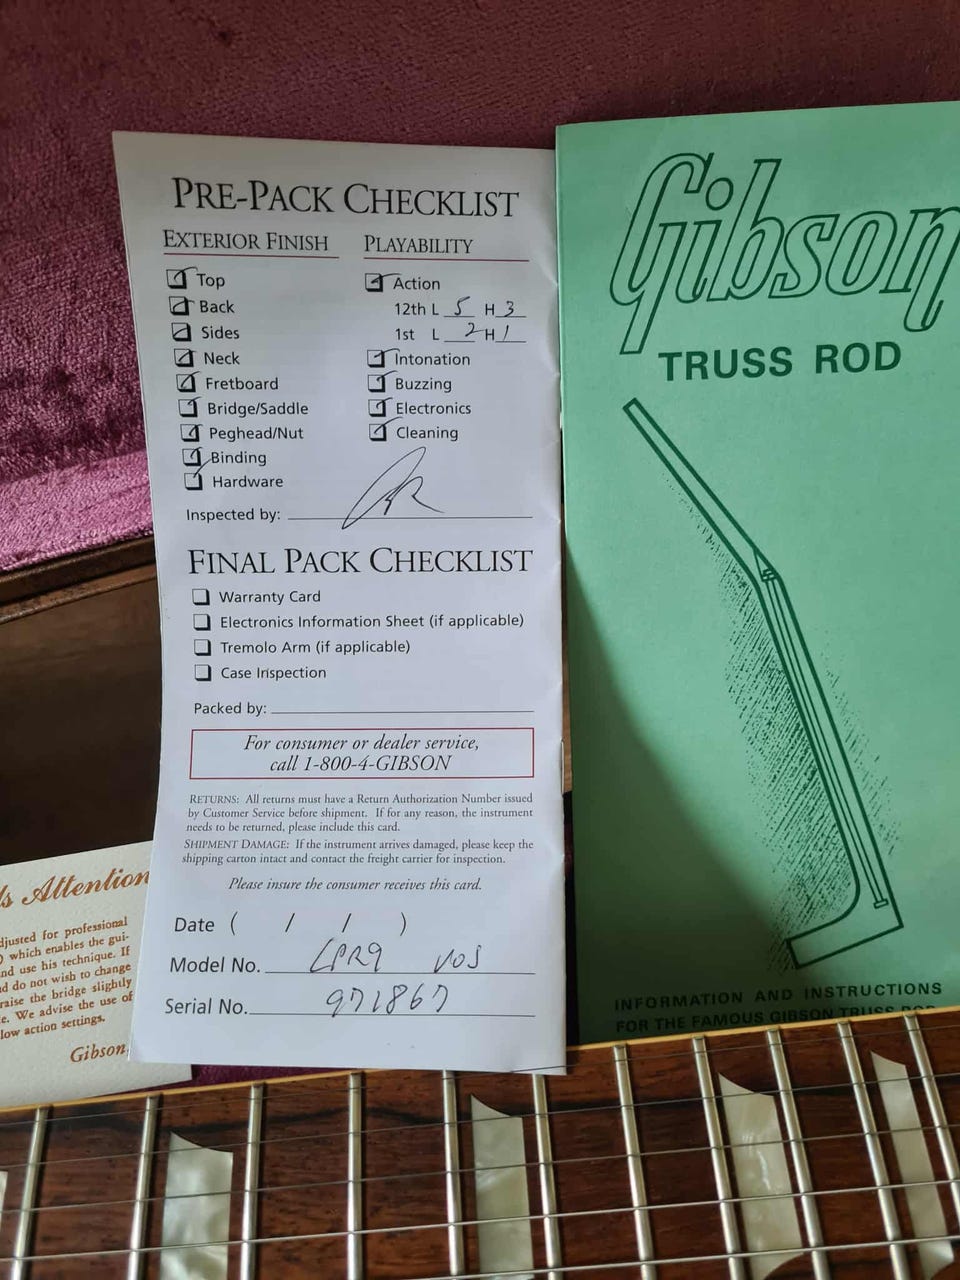 PRE-PACK CHECKLIST
EXTERIOR FINISH
Top
Back
Sides
Neck
Fretboard
Bridge/Saddle
Peghead/Nut
Binding
Hardware
PLAYABILITY
Action
12th L 5 H 3
1st L 2 H 1
Intonation
Buzzing
Electronics
Cleaning
Inspected by:
FINAL PACK CHECKLIST
Warranty Card
Electronics Information Sheet (if applicable)
Tremolo Arm (if applicable)
Case Inspection
Packed by:
For consumer or dealer service,
call 1-800-4-GIBSON
RETURNS: All returns must have a Return Authorization Number issued
by Customer Service before shipment. If for any reason, the instrument
needs to be returned, please include this card.
SHIPMENT DAMAGE: If the instrument arrives damaged, please keep the
shipping carton intact and contact the freight carrier for inspection.
Please insure the consumer receives this card.
Date ( / / )
Model No. LPR9 VOS
Serial No. 971867
Gibson
TRUSS ROD
INFORMATION AND INSTRUCTIONS
FOR THE FAMOUS GIBSON TRUSS ROD
Attention
for professional
which enables the gui-
use his technique. If
do not wish to change
raise the bridge slightly
We advise the use of
low action settings.
Gibson